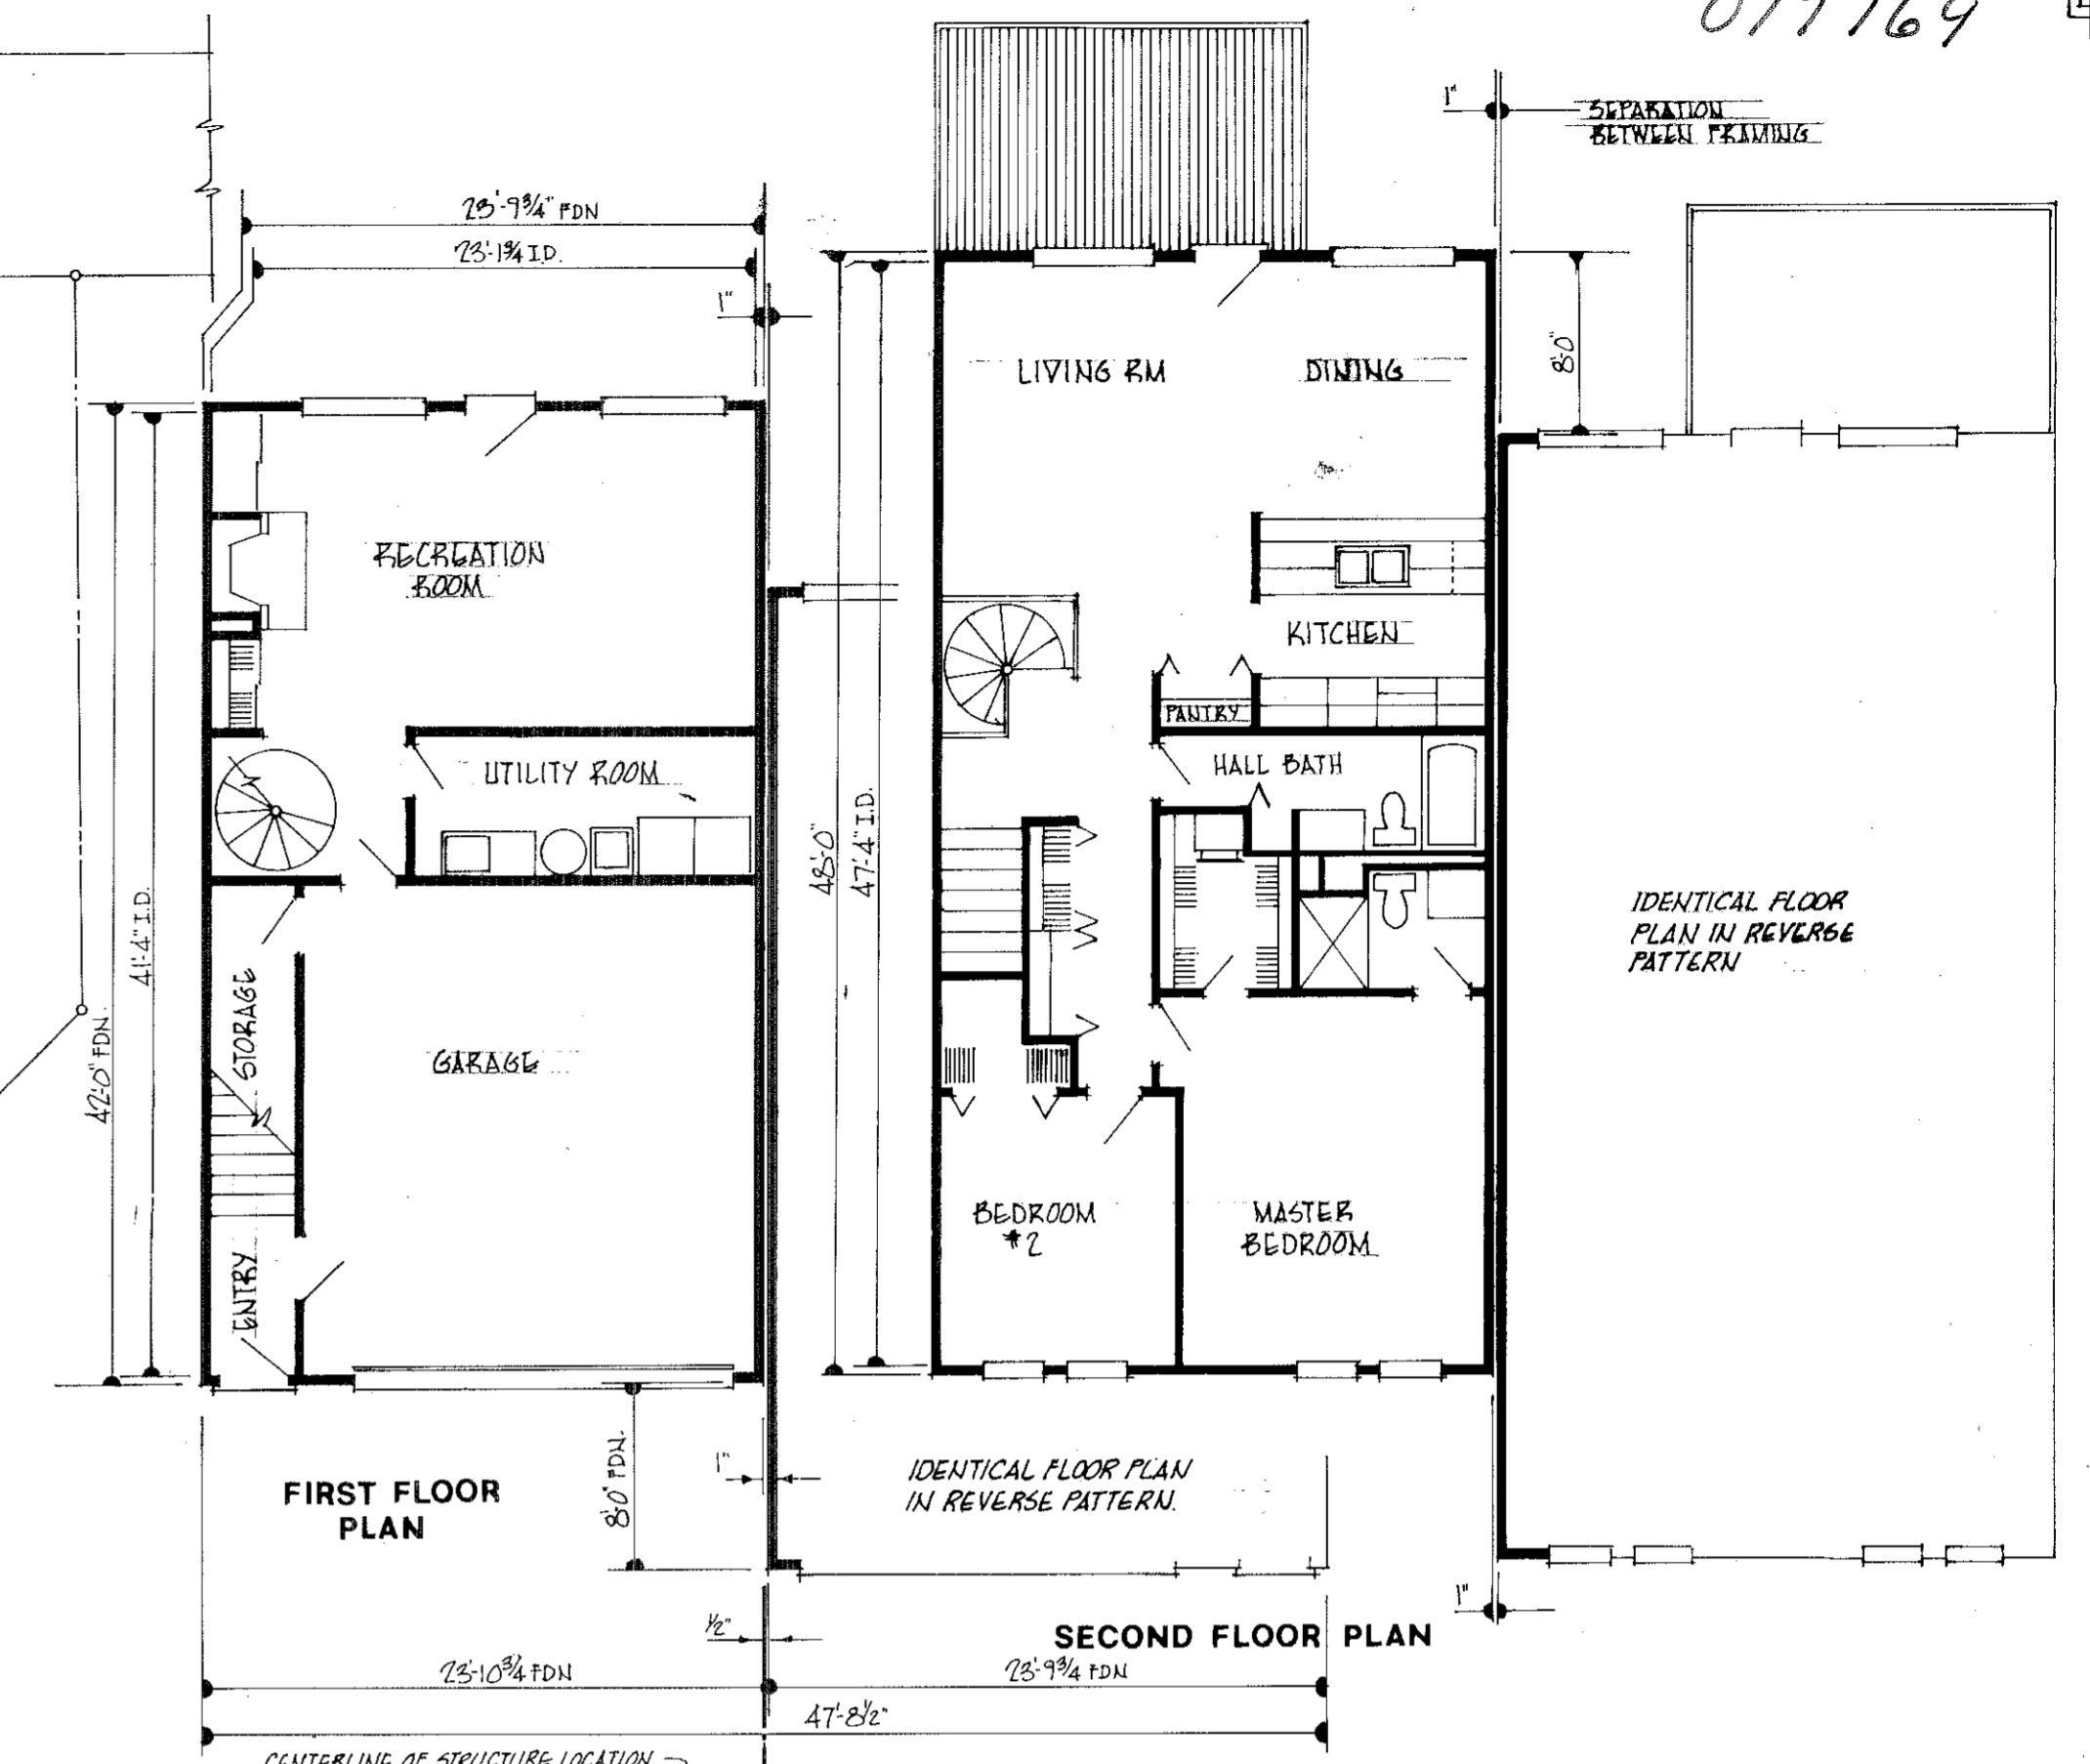 079769
1"
SEPARATION
BETWEEN FRAMING
23'-9¾" FDN
23'-1¾ I.D.
1"
8'-0"
LIVING RM
DINING
RECREATION
ROOM
KITCHEN
PANTRY
UTILITY ROOM
HALL BATH
48'-0"
47'-4" I.D.
41'-4" I.D.
42'-0" FDN.
STORAGE
GARAGE
IDENTICAL FLOOR
PLAN IN REVERSE
PATTERN
BEDROOM
#2
MASTER
BEDROOM
ENTRY
FIRST FLOOR
PLAN
8'-0" FDN.
1"
IDENTICAL FLOOR PLAN
IN REVERSE PATTERN.
1"
½"
SECOND FLOOR PLAN
23'-10¾ FDN
23'-9¾ FDN
47'-8½"
CENTERLINE OF STRUCTURE LOCATION